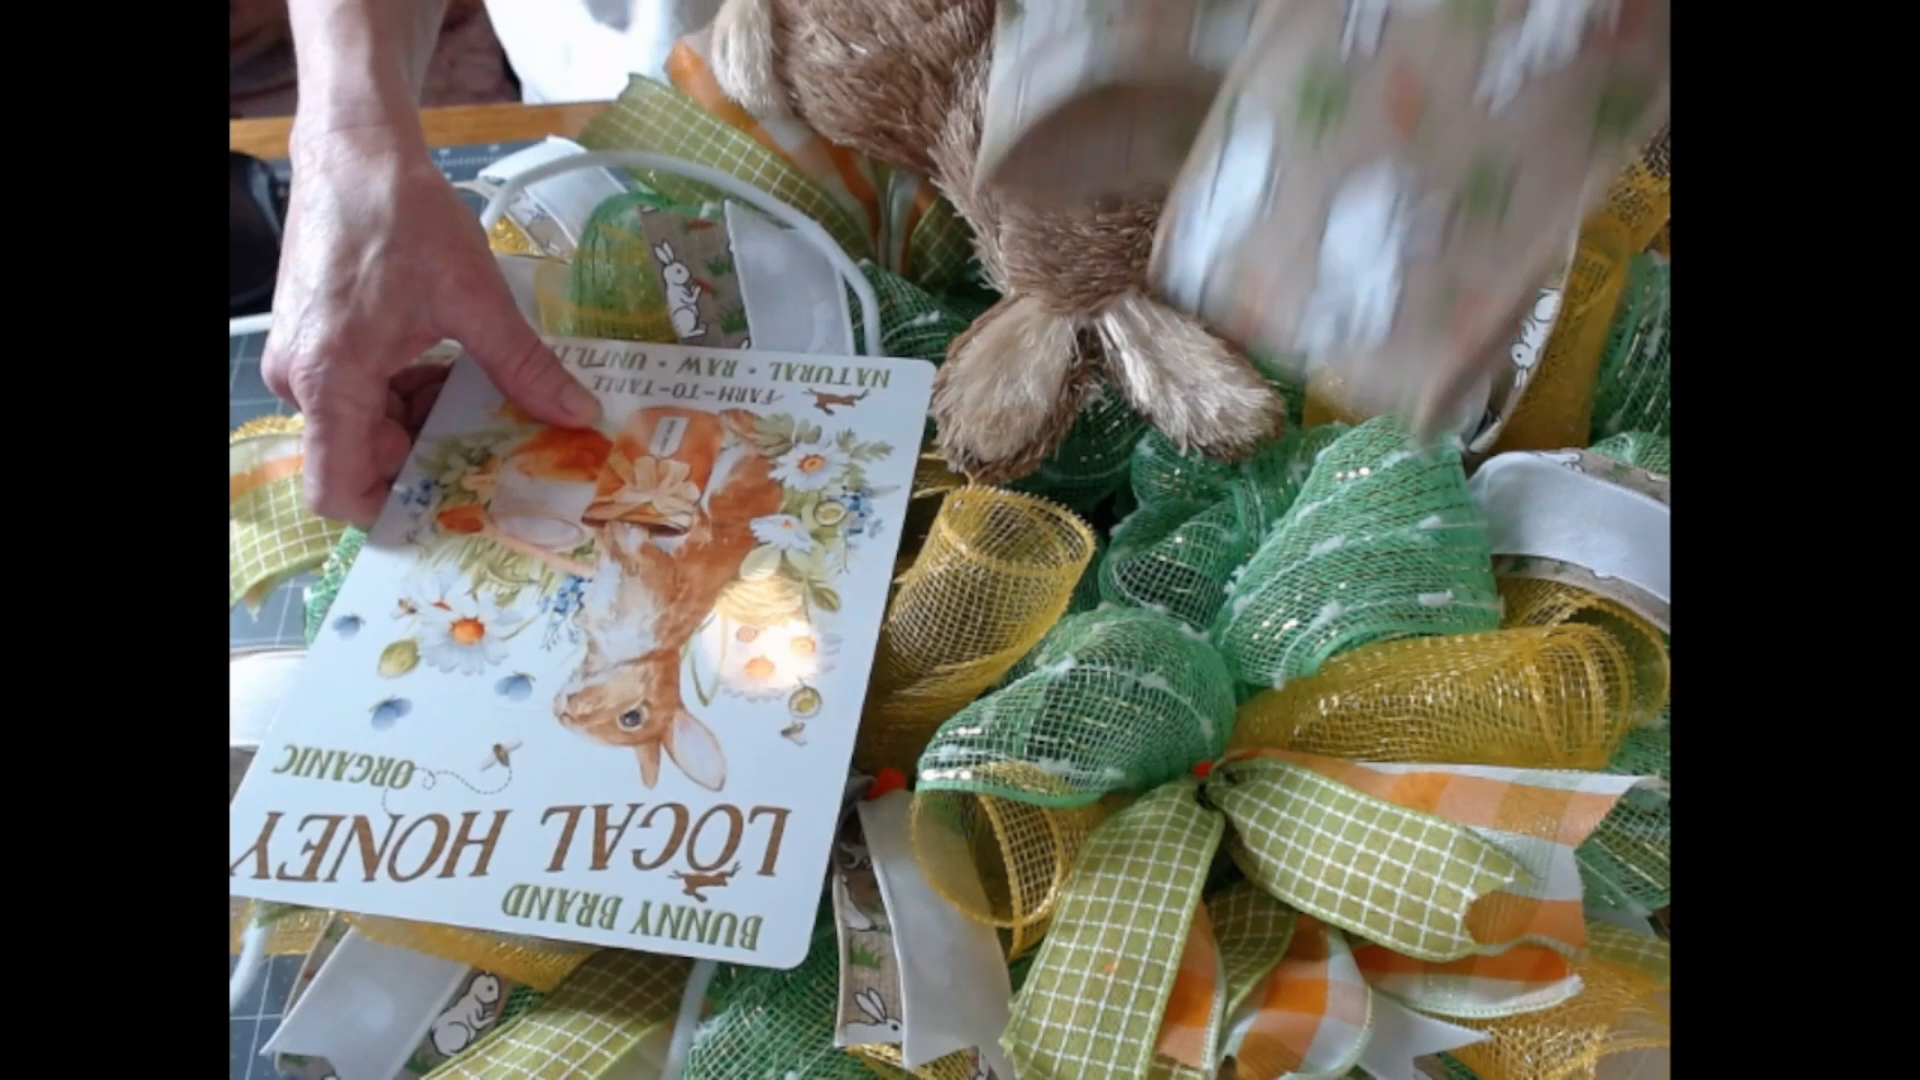 BUNNY BRAND
LOCAL HONEY
ORGANIC
FARM-TO-TABLE
NATURAL • RAW •